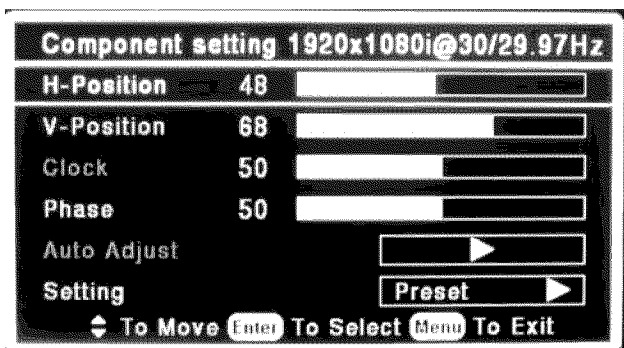 Component setting 1920x1080i@30/29.97Hz
H-Position 48
V-Position 68
Clock 50
Phase 50
Auto Adjust
Setting Preset
To Move Enter To Select Menu To Exit